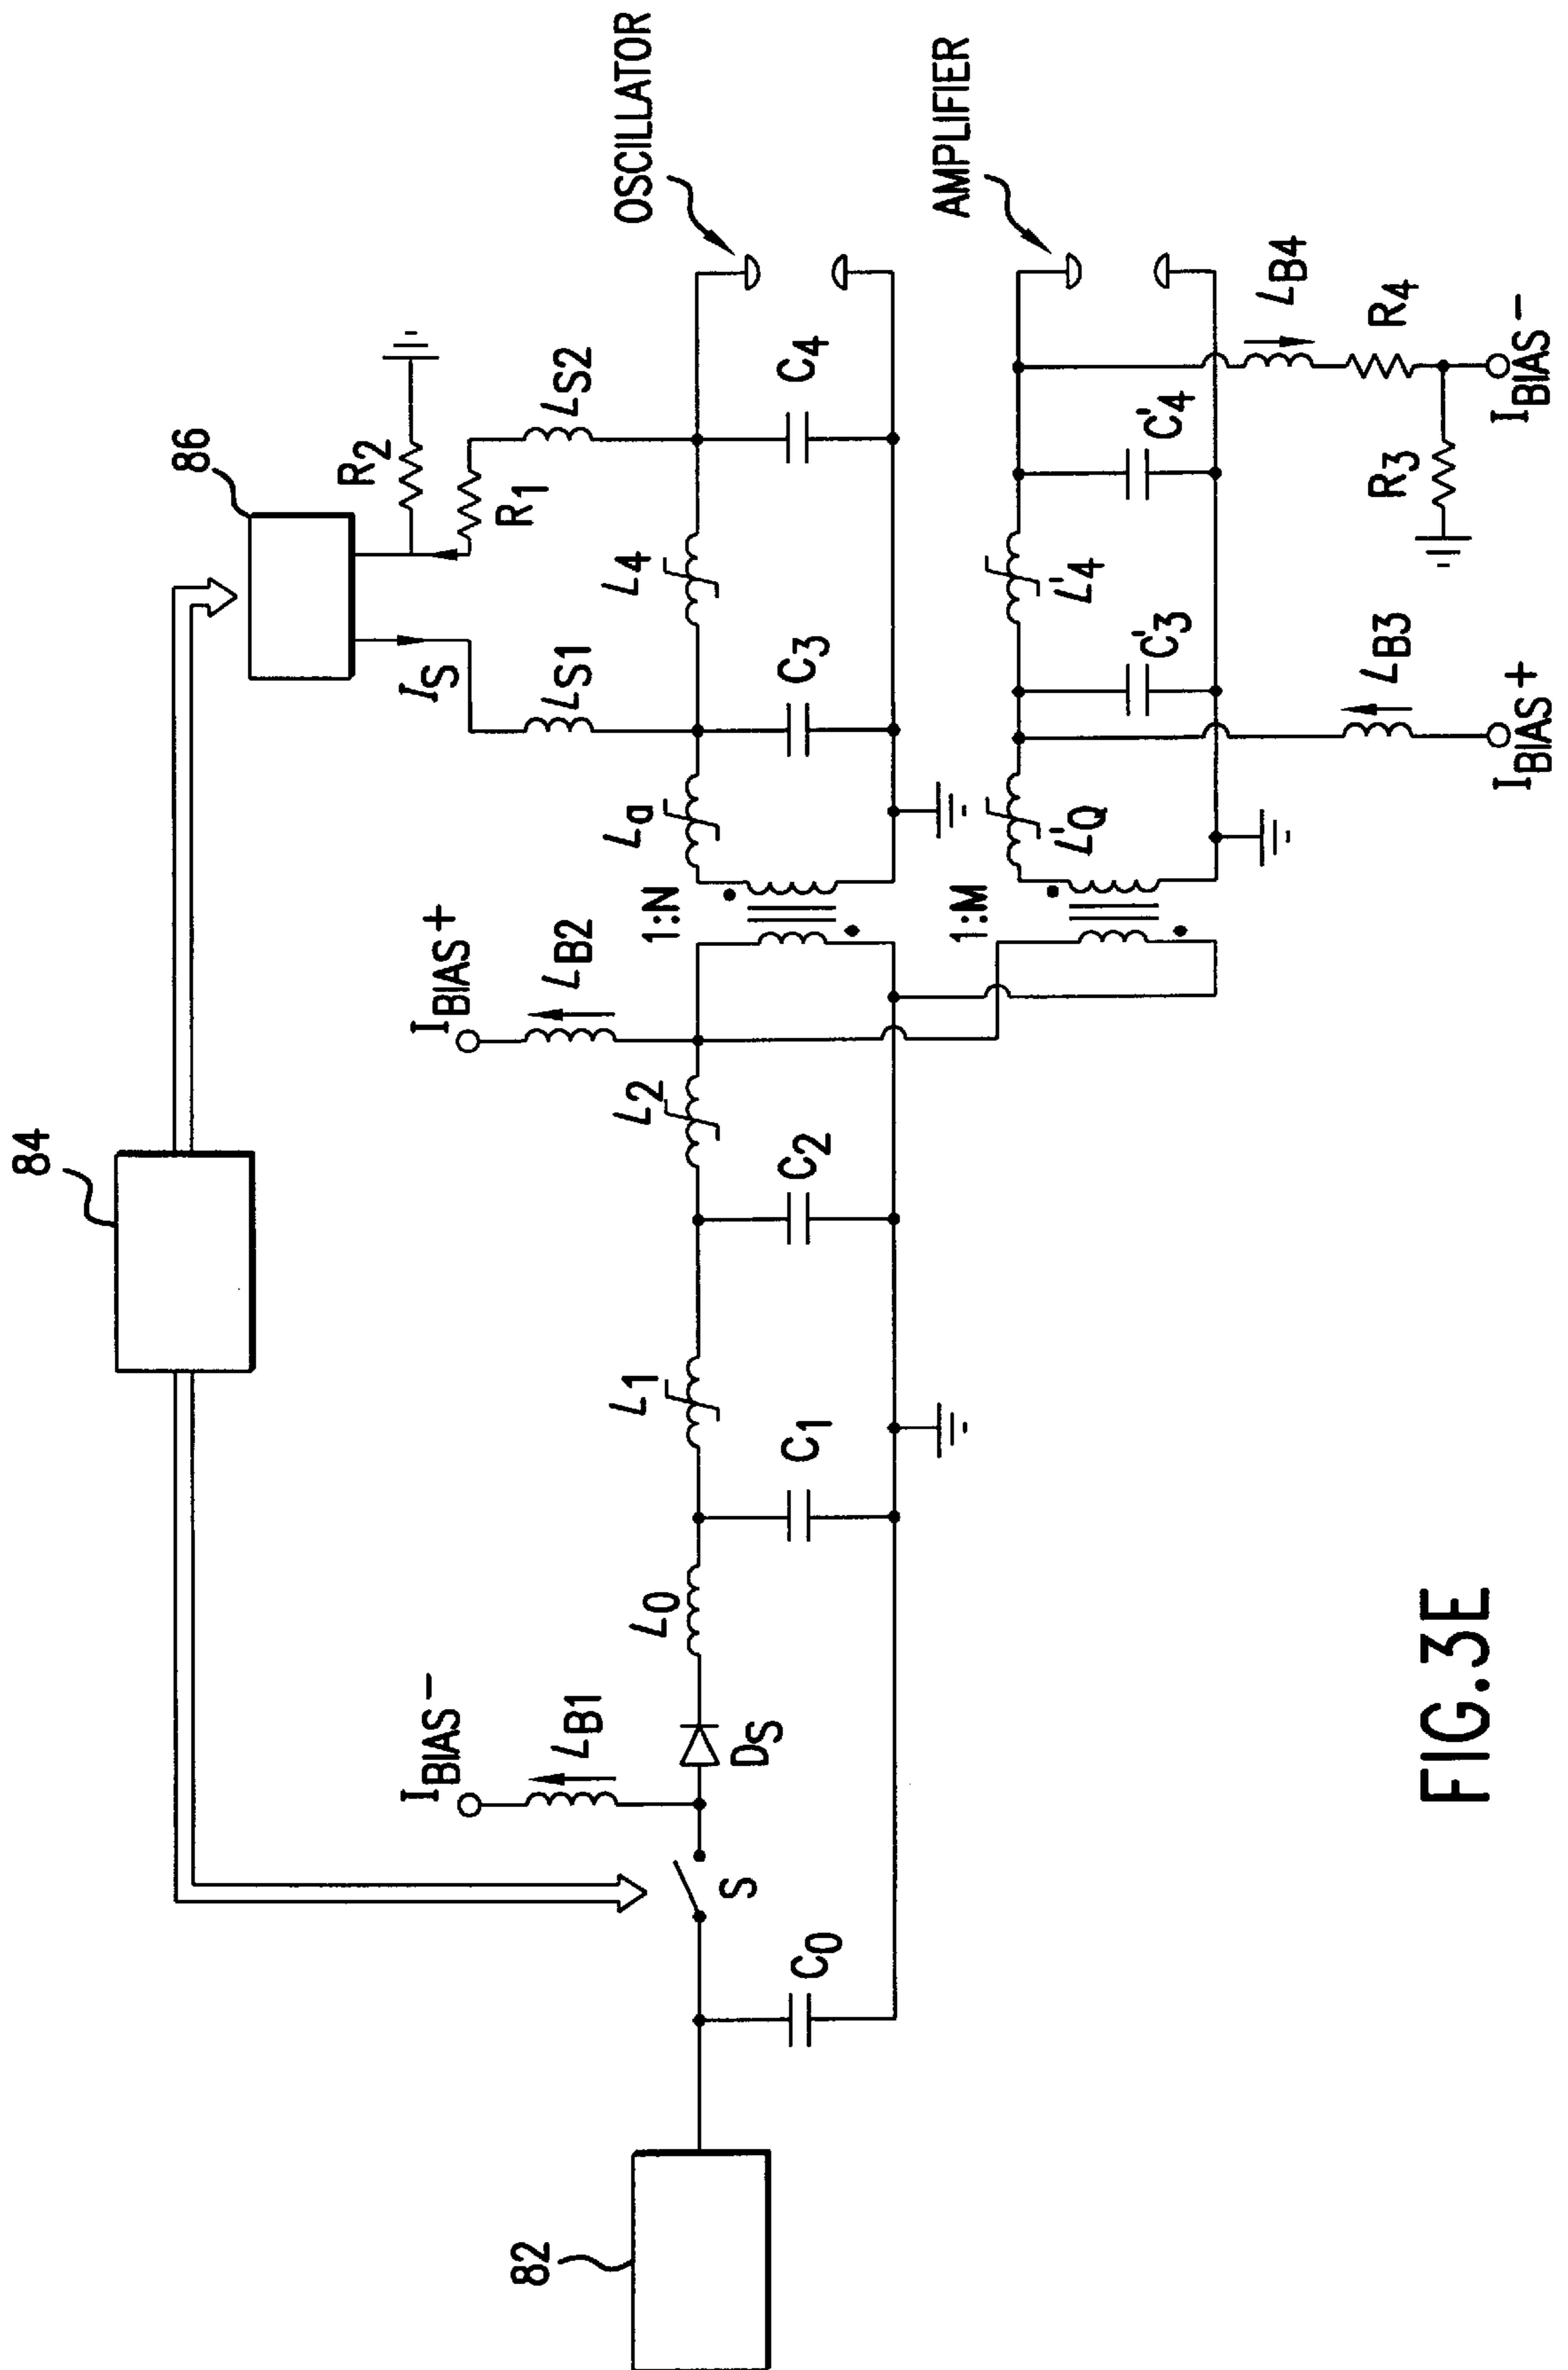 84
86
82
IBIAS-
LB1
IBIAS+
LB2
R2
R1
IS
LS1
LS2
OSCILLATOR
S
DS
L0
L1
L2
1:N
La
L4
C0
C1
C2
C3
C4
AMPLIFIER
1:M
L'Q
L'4
C'3
C'4
LB3
IBIAS+
LB4
R4
R3
IBIAS-
FIG.3E